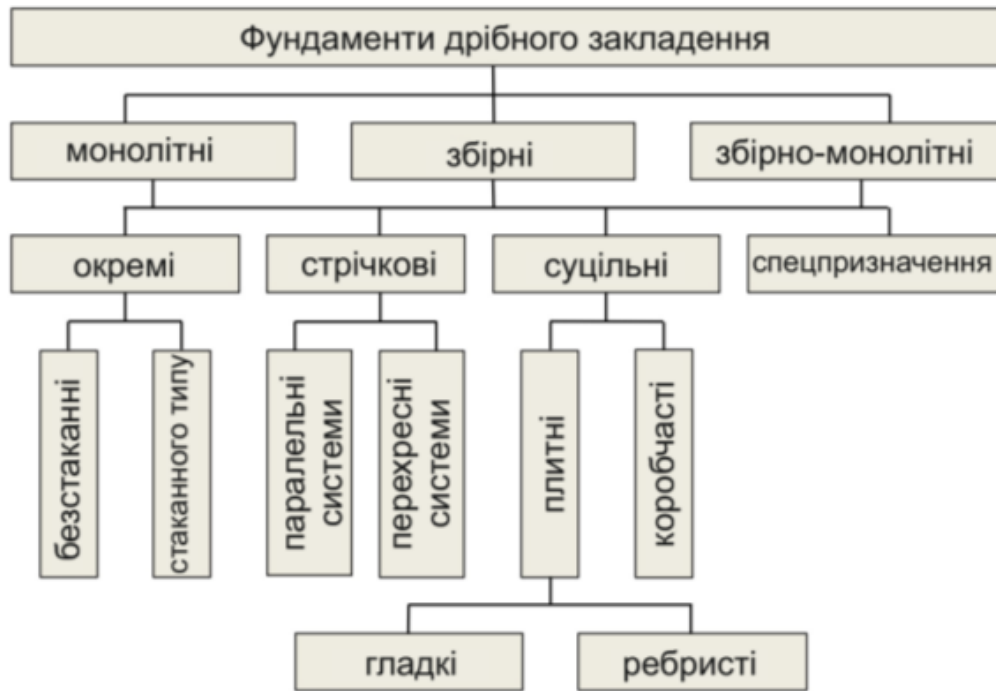 Фундаменти дрібного закладення
монолітні
збірні
збірно-монолітні
окремі
стрічкові
суцільні
спецпризначення
безстаканні
стаканного типу
паралельні
системи
перехресні
системи
плитні
коробчасті
гладкі
ребристі